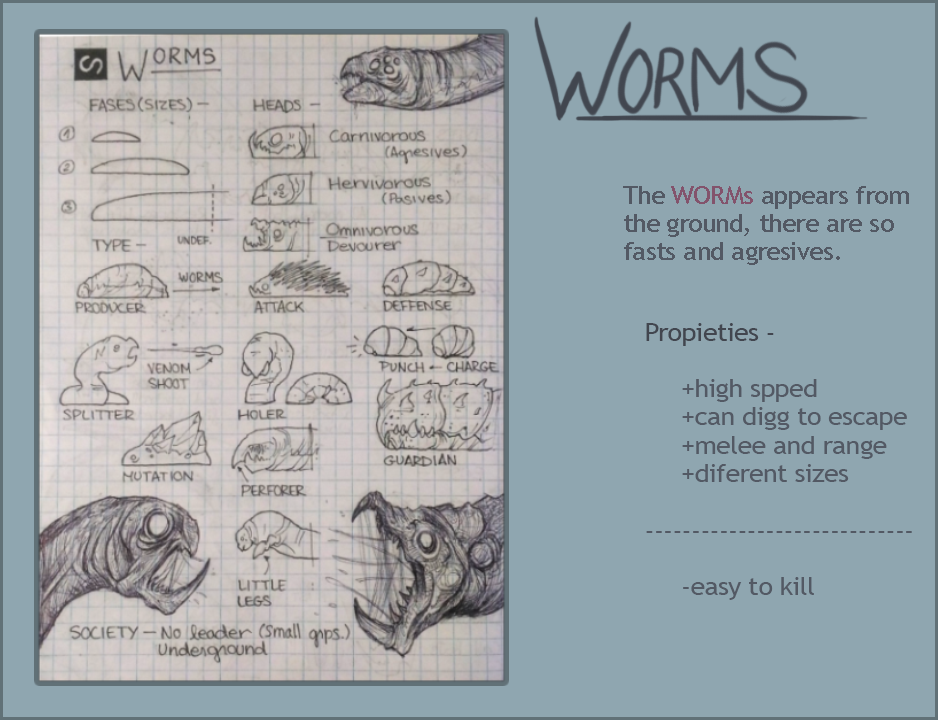 WORMS
FASES (SIZES) -
1
2
3
UNDEF.
HEADS -
Carnivorous
(Agresives)
Hervivorous
(Pasives)
Omnivorous
Devourer
TYPE -
PRODUCER
WORMS
ATTACK
DEFFENSE
SPLITTER
VENOM
SHOOT
HOLER
PUNCH ← CHARGE
GUARDIAN
MUTATION
PERFORER
LITTLE
LEGS
SOCIETY - No leader (Small grps.)
Underground
WORMS
The WORMs appears from
the ground, there are so
fasts and agresives.
Propieties -
+high spped
+can digg to escape
+melee and range
+diferent sizes
-----------------------------
-easy to kill